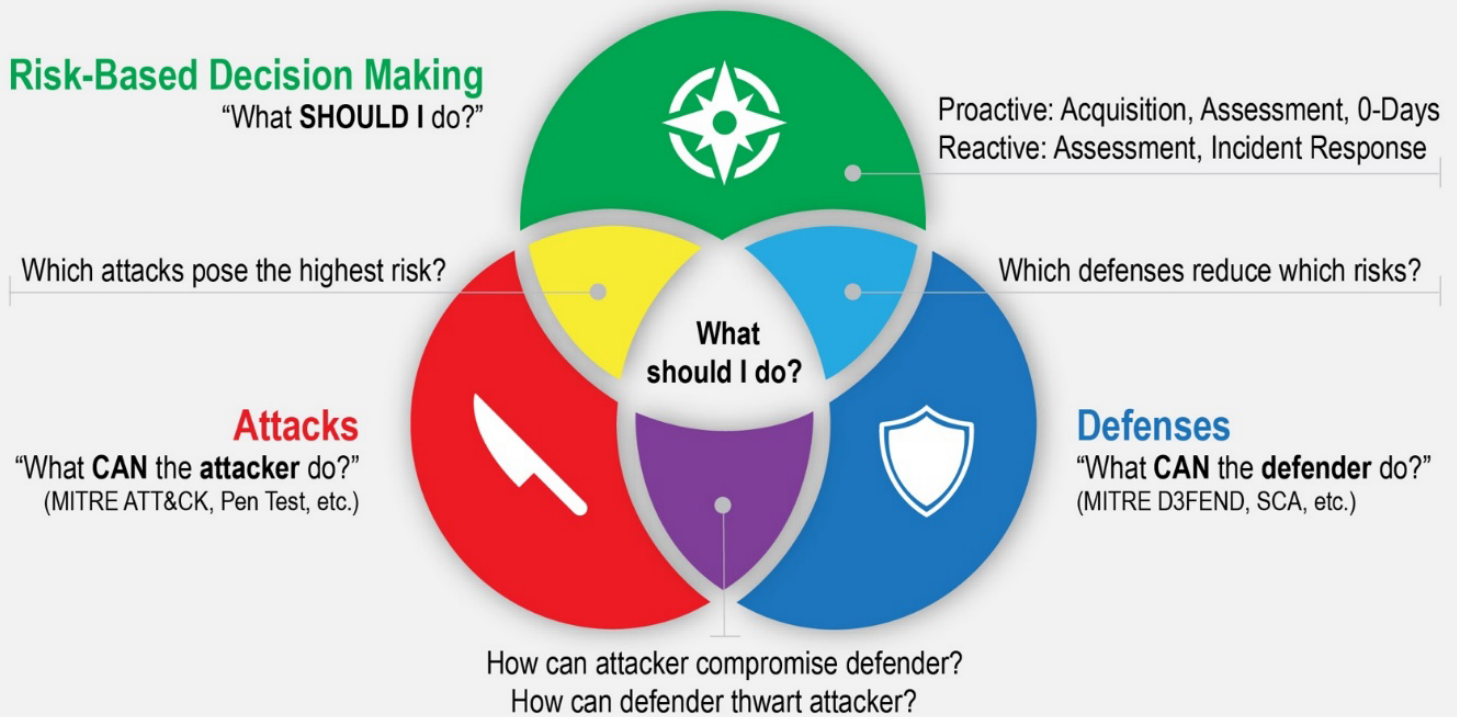 Risk-Based Decision Making
“What SHOULD I do?”
Proactive: Acquisition, Assessment, 0-Days
Reactive: Assessment, Incident Response
Which attacks pose the highest risk?
Which defenses reduce which risks?
What
should I do?
Attacks
“What CAN the attacker do?”
(MITRE ATT&CK, Pen Test, etc.)
Defenses
“What CAN the defender do?”
(MITRE D3FEND, SCA, etc.)
How can attacker compromise defender?
How can defender thwart attacker?